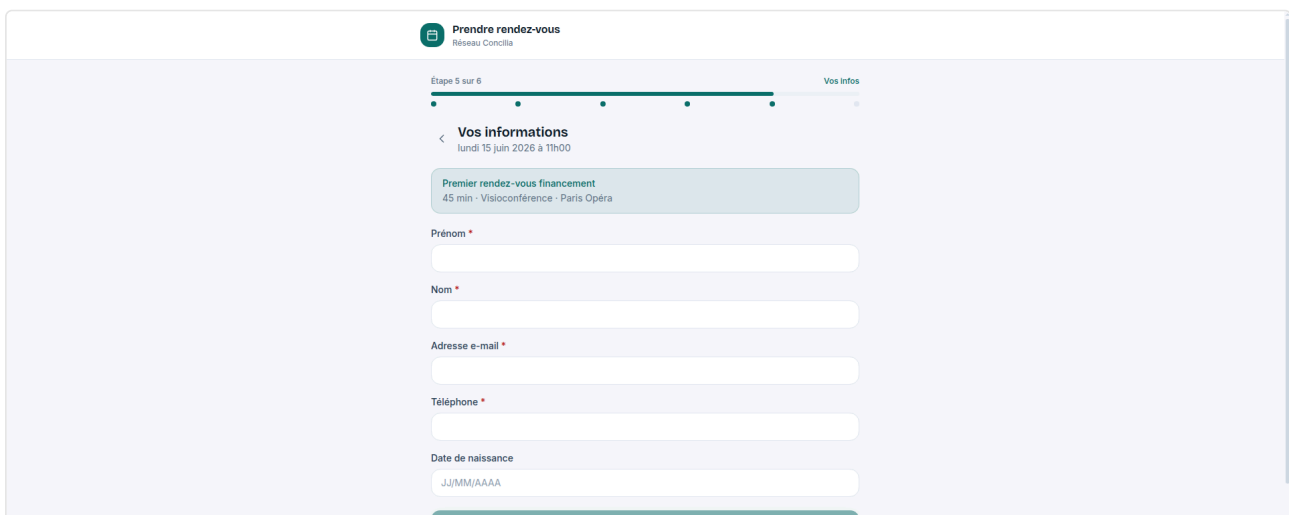 Prendre rendez-vous
Réseau Concilia
Étape 5 sur 6
Vos infos
Vos informations
lundi 15 juin 2026 à 11h00
Premier rendez-vous financement
45 min · Visioconférence · Paris Opéra
Prénom *
Nom *
Adresse e-mail *
Téléphone *
Date de naissance
JJ/MM/AAAA